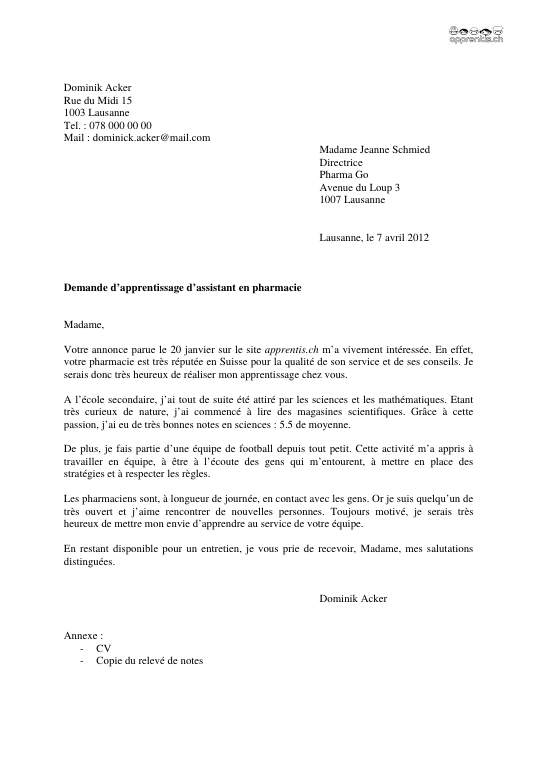 apprentis.ch
Dominik Acker
Rue du Midi 15
1003 Lausanne
Tel. : 078 000 00 00
Mail : dominick.acker@mail.com
Madame Jeanne Schmied
Directrice
Pharma Go
Avenue du Loup 3
1007 Lausanne
Lausanne, le 7 avril 2012
Demande d’apprentissage d’assistant en pharmacie
Madame,
Votre annonce parue le 20 janvier sur le site apprentis.ch m’a vivement intéressée. En effet,
votre pharmacie est très réputée en Suisse pour la qualité de son service et de ses conseils. Je
serais donc très heureux de réaliser mon apprentissage chez vous.
A l’école secondaire, j’ai tout de suite été attiré par les sciences et les mathématiques. Etant
très curieux de nature, j’ai commencé à lire des magasines scientifiques. Grâce à cette
passion, j’ai eu de très bonnes notes en sciences : 5.5 de moyenne.
De plus, je fais partie d’une équipe de football depuis tout petit. Cette activité m’a appris à
travailler en équipe, à être à l’écoute des gens qui m’entourent, à mettre en place des
stratégies et à respecter les règles.
Les pharmaciens sont, à longueur de journée, en contact avec les gens. Or je suis quelqu’un de
très ouvert et j’aime rencontrer de nouvelles personnes. Toujours motivé, je serais très
heureux de mettre mon envie d’apprendre au service de votre équipe.
En restant disponible pour un entretien, je vous prie de recevoir, Madame, mes salutations
distinguées.
Dominik Acker
Annexe :
- CV
- Copie du relevé de notes